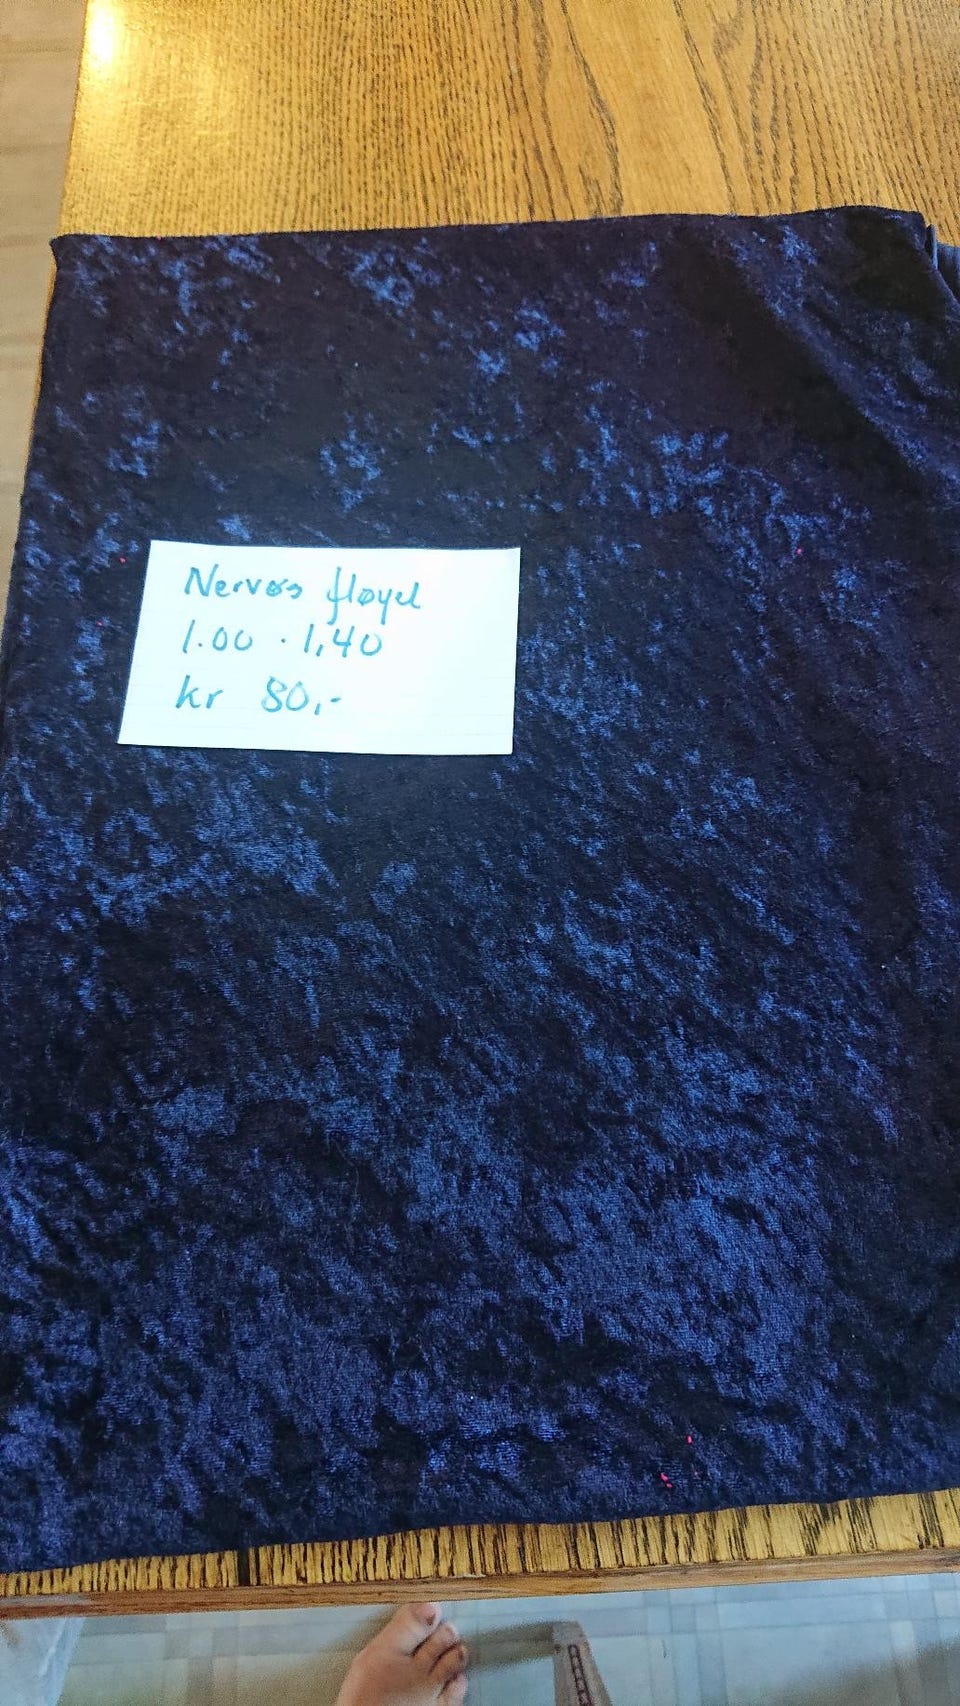 Nervøs fløyel
1.00 · 1,40
kr 80,-